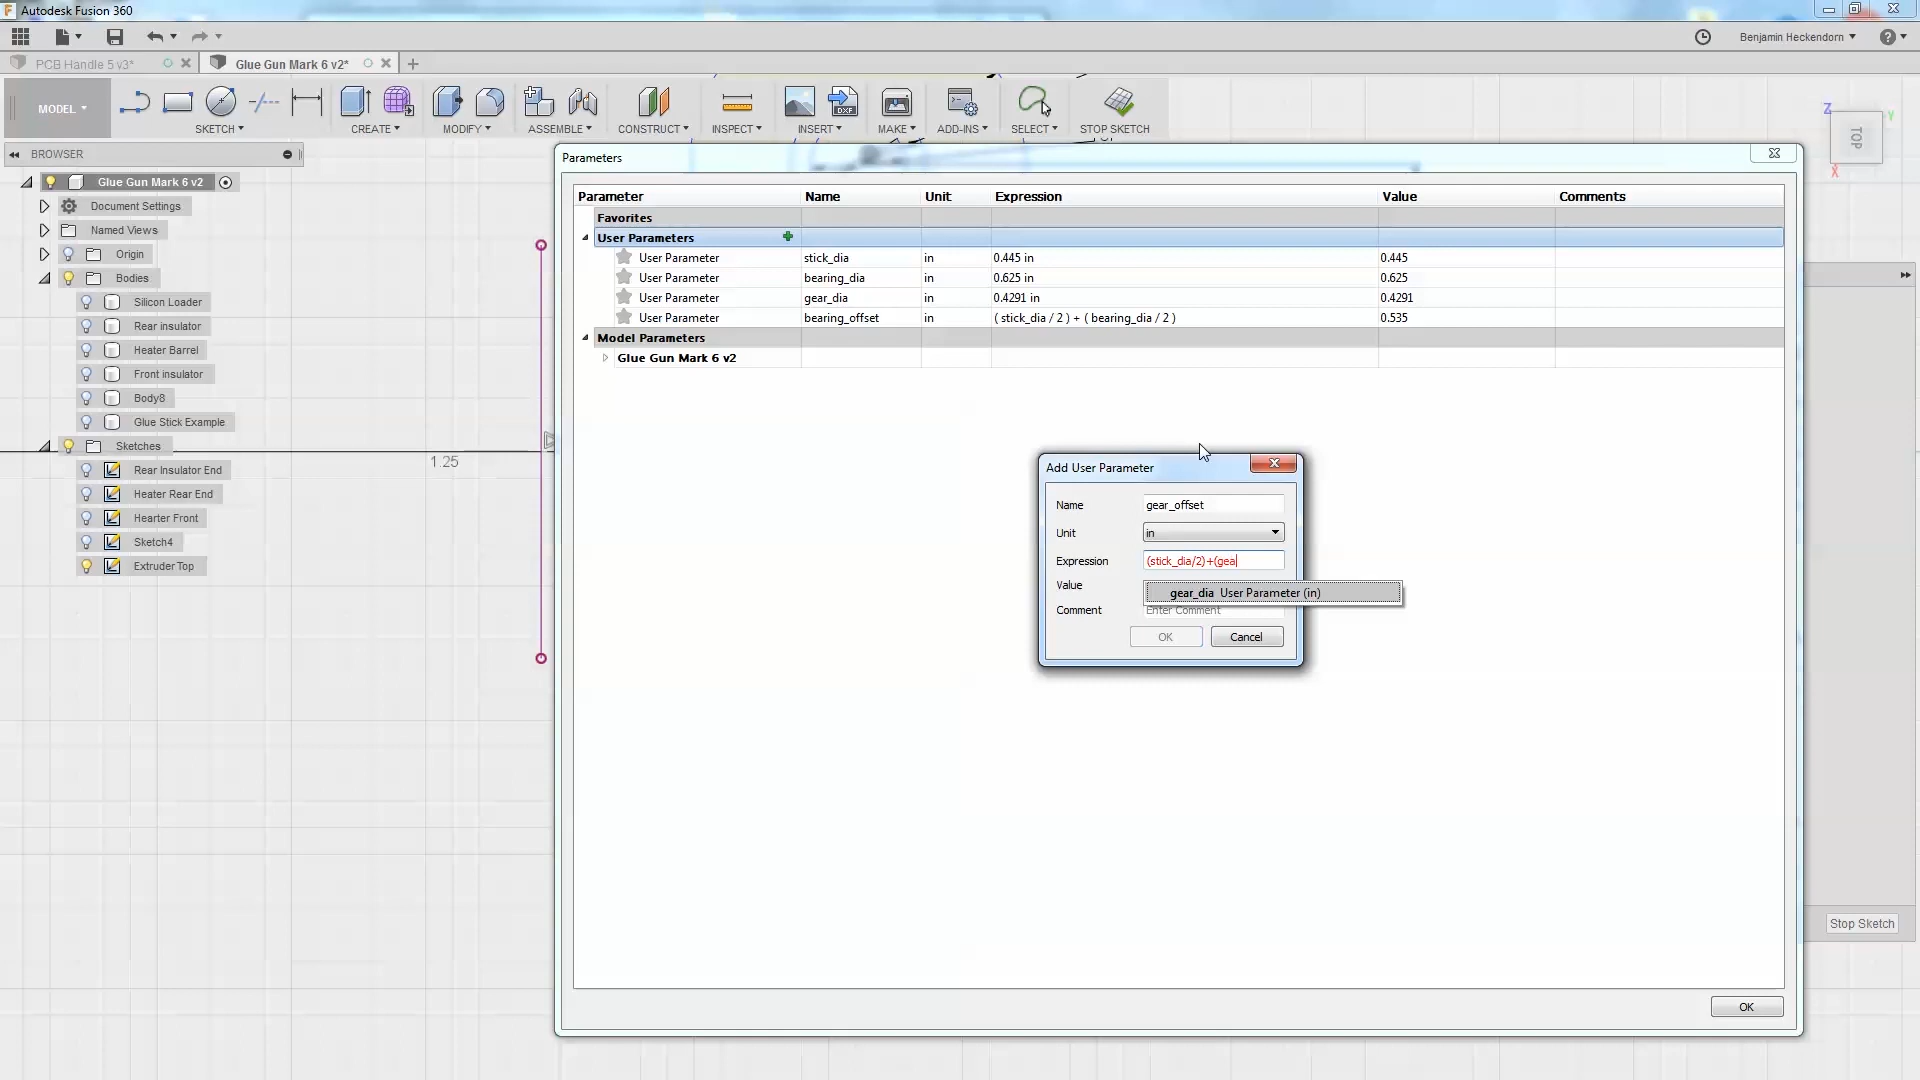 Autodesk Fusion 360
Benjamin Heckendorn
PCB Handle 5 v3*
Glue Gun Mark 6 v2*
MODEL
SKETCH
CREATE
MODIFY
ASSEMBLE
CONSTRUCT
INSPECT
INSERT
MAKE
ADD-INS
SELECT
STOP SKETCH
DXF
BROWSER
Glue Gun Mark 6 v2
Document Settings
Named Views
Origin
Bodies
Silicon Loader
Rear insulator
Heater Barrel
Front insulator
Body8
Glue Stick Example
Sketches
Rear Insulator End
Heater Rear End
Hearter Front
Sketch4
Extruder Top
1.25
Z
Y
TOP
X
Parameters
Parameter Name Unit Expression Value Comments
Favorites
User Parameters
User Parameter stick_dia in 0.445 in 0.445
User Parameter bearing_dia in 0.625 in 0.625
User Parameter gear_dia in 0.4291 in 0.4291
User Parameter bearing_offset in ( stick_dia / 2 ) + ( bearing_dia / 2 ) 0.535
Model Parameters
Glue Gun Mark 6 v2
Add User Parameter
Name gear_offset
Unit in
Expression (stick_dia/2)+(gea
Value
gear_dia User Parameter (in)
Comment Enter Comment
OK Cancel
Stop Sketch
OK